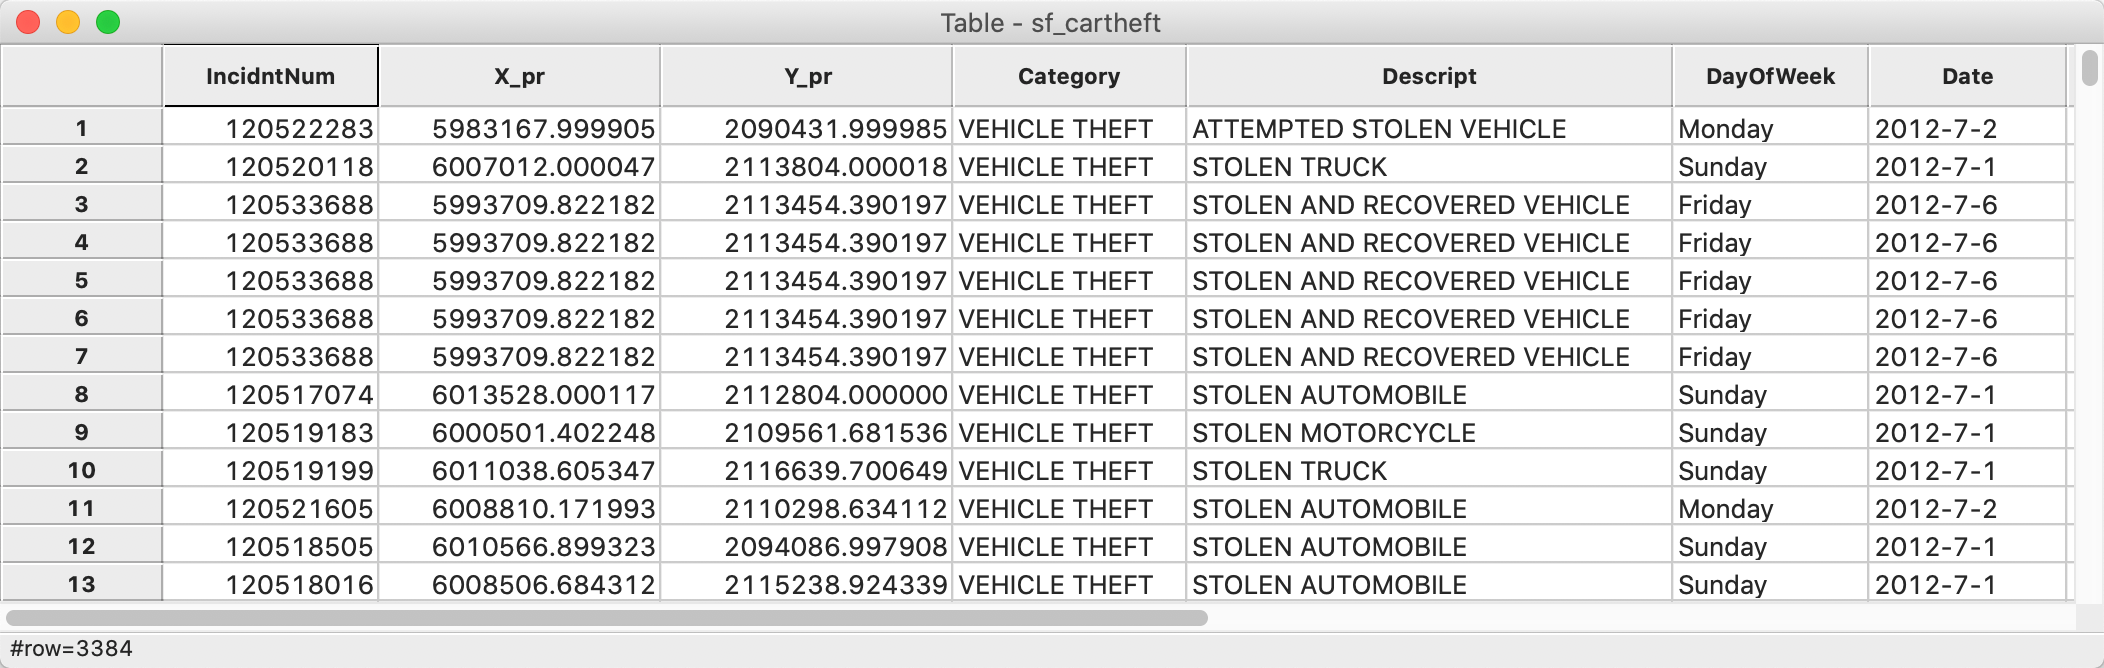 Table - sf_cartheft
IncidntNum X_pr Y_pr Category Descript DayOfWeek Date
1 120522283 5983167.999905 2090431.999985 VEHICLE THEFT ATTEMPTED STOLEN VEHICLE Monday 2012-7-2
2 120520118 6007012.000047 2113804.000018 VEHICLE THEFT STOLEN TRUCK Sunday 2012-7-1
3 120533688 5993709.822182 2113454.390197 VEHICLE THEFT STOLEN AND RECOVERED VEHICLE Friday 2012-7-6
4 120533688 5993709.822182 2113454.390197 VEHICLE THEFT STOLEN AND RECOVERED VEHICLE Friday 2012-7-6
5 120533688 5993709.822182 2113454.390197 VEHICLE THEFT STOLEN AND RECOVERED VEHICLE Friday 2012-7-6
6 120533688 5993709.822182 2113454.390197 VEHICLE THEFT STOLEN AND RECOVERED VEHICLE Friday 2012-7-6
7 120533688 5993709.822182 2113454.390197 VEHICLE THEFT STOLEN AND RECOVERED VEHICLE Friday 2012-7-6
8 120517074 6013528.000117 2112804.000000 VEHICLE THEFT STOLEN AUTOMOBILE Sunday 2012-7-1
9 120519183 6000501.402248 2109561.681536 VEHICLE THEFT STOLEN MOTORCYCLE Sunday 2012-7-1
10 120519199 6011038.605347 2116639.700649 VEHICLE THEFT STOLEN TRUCK Sunday 2012-7-1
11 120521605 6008810.171993 2110298.634112 VEHICLE THEFT STOLEN AUTOMOBILE Monday 2012-7-2
12 120518505 6010566.899323 2094086.997908 VEHICLE THEFT STOLEN AUTOMOBILE Sunday 2012-7-1
13 120518016 6008506.684312 2115238.924339 VEHICLE THEFT STOLEN AUTOMOBILE Sunday 2012-7-1
#row=3384